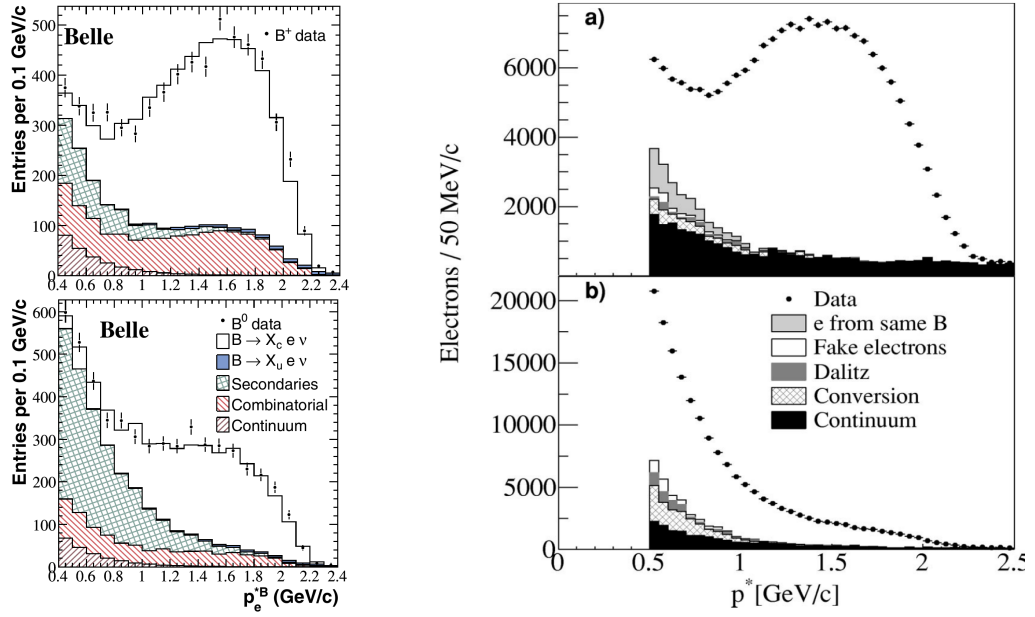 Entries per 0.1 GeV/c
500
400
300
200
100
0
Belle
B+ data
0.4 0.6 0.8 1 1.2 1.4 1.6 1.8 2 2.2 2.4
Entries per 0.1 GeV/c
600
500
400
300
200
100
0
Belle
B0 data
B → Xc e ν
B → Xu e ν
Secondaries
Combinatorial
Continuum
0.4 0.6 0.8 1 1.2 1.4 1.6 1.8 2 2.2 2.4
pe*B (GeV/c)
Electrons / 50 MeV/c
a)
6000
4000
2000
0
b)
20000
15000
10000
5000
0
Data
e from same B
Fake electrons
Dalitz
Conversion
Continuum
0 0.5 1 1.5 2 2.5
p*[GeV/c]